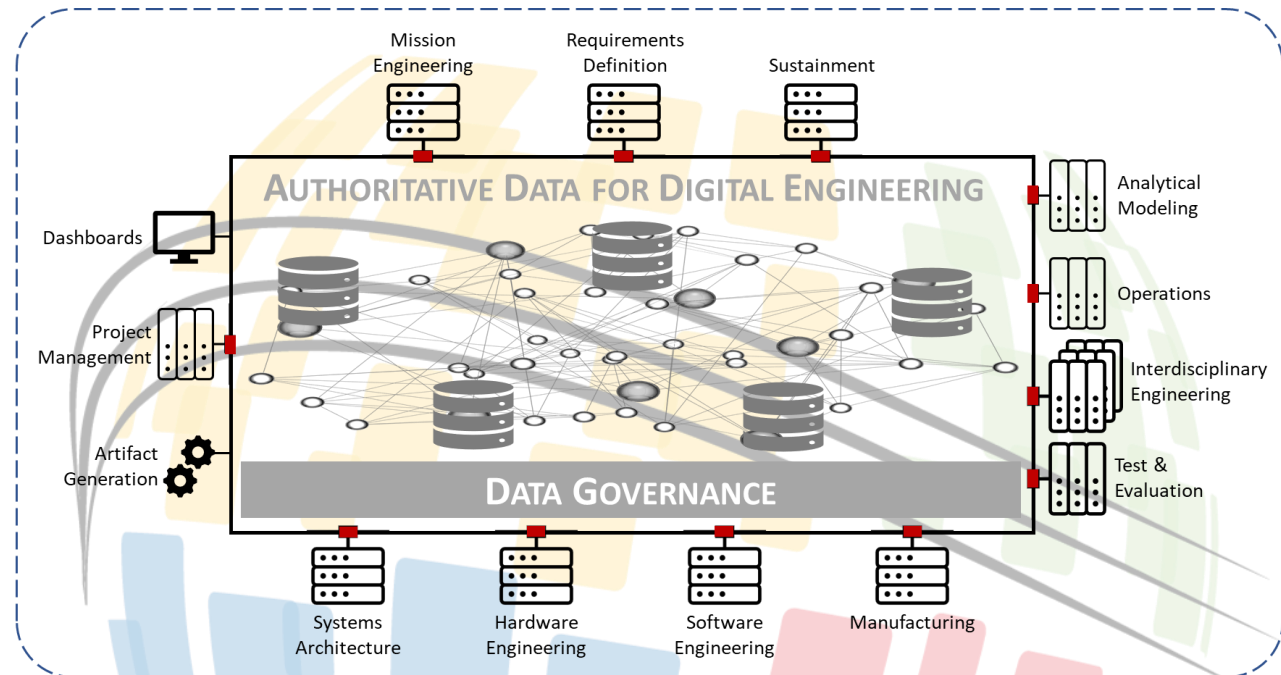 Mission
Engineering
Requirements
Definition
Sustainment
AUTHORITATIVE DATA FOR DIGITAL ENGINEERING
Analytical
Modeling
Dashboards
Operations
Project
Management
Interdisciplinary
Engineering
Artifact
Generation
Test &
Evaluation
DATA GOVERNANCE
Systems
Architecture
Hardware
Engineering
Software
Engineering
Manufacturing